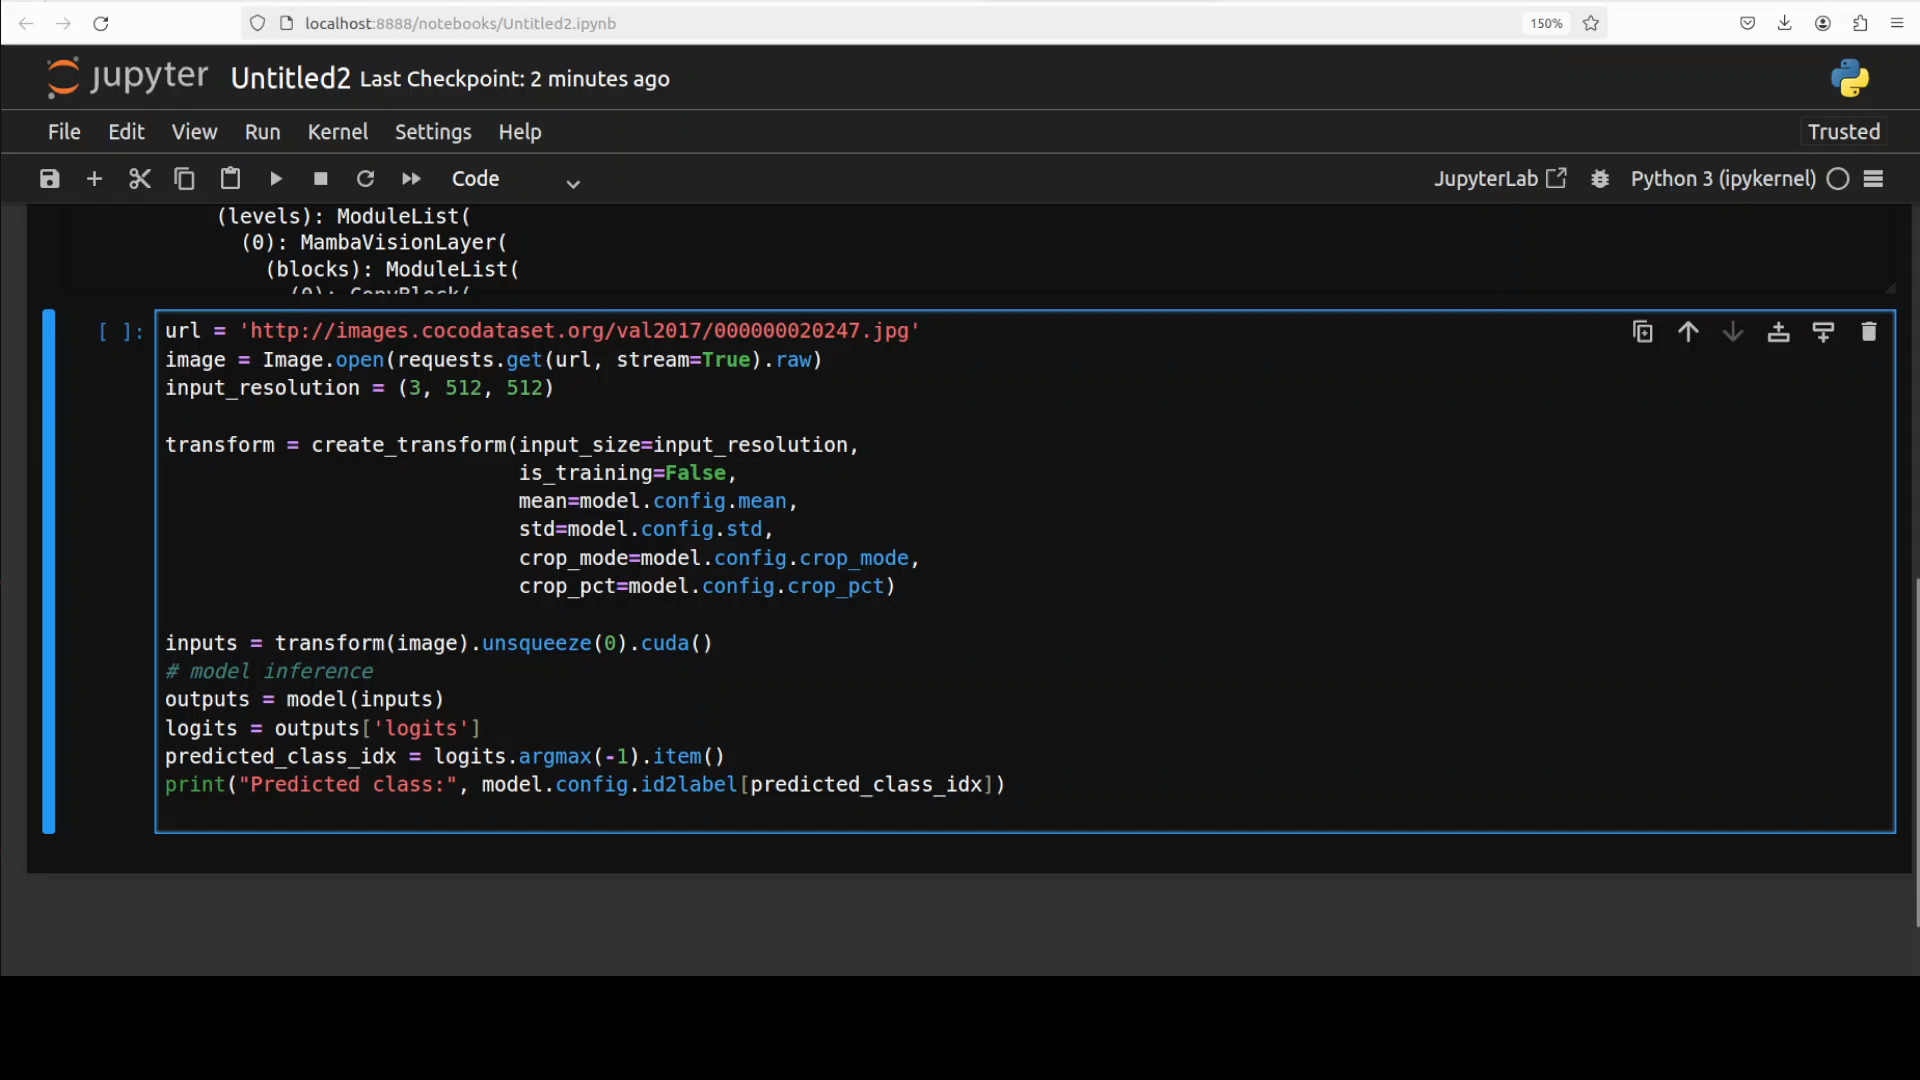 localhost:8888/notebooks/Untitled2.ipynb
150%
jupyter Untitled2 Last Checkpoint: 2 minutes ago
File Edit View Run Kernel Settings Help
Trusted
Code
JupyterLab
Python 3 (ipykernel)
(levels): ModuleList(
(0): MambaVisionLayer(
(blocks): ModuleList(
(0): ConvBlock(
[ ]:
url = 'http://images.cocodataset.org/val2017/000000020247.jpg'
image = Image.open(requests.get(url, stream=True).raw)
input_resolution = (3, 512, 512)
transform = create_transform(input_size=input_resolution,
is_training=False,
mean=model.config.mean,
std=model.config.std,
crop_mode=model.config.crop_mode,
crop_pct=model.config.crop_pct)
inputs = transform(image).unsqueeze(0).cuda()
# model inference
outputs = model(inputs)
logits = outputs['logits']
predicted_class_idx = logits.argmax(-1).item()
print("Predicted class:", model.config.id2label[predicted_class_idx])